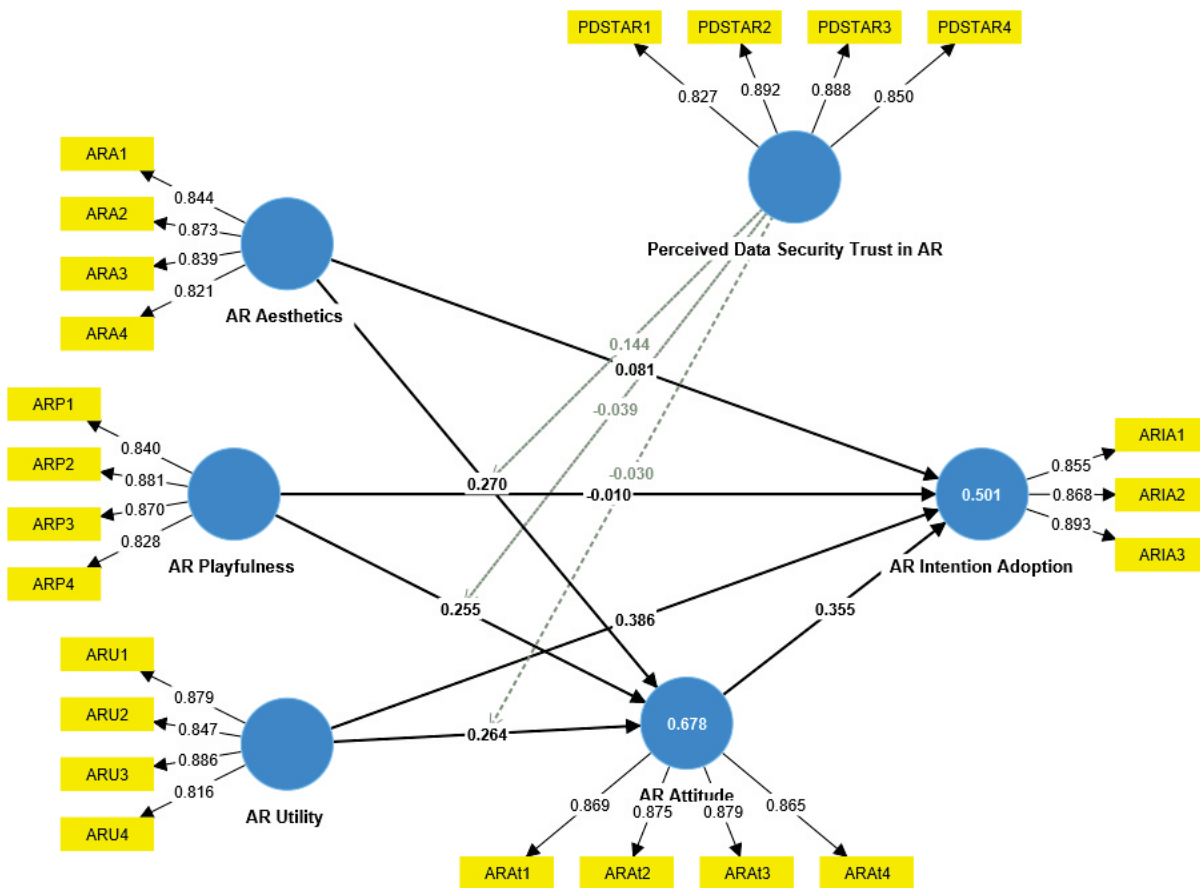 PDSTAR1 PDSTAR2 PDSTAR3 PDSTAR4
0.827 0.892 0.888 0.850
Perceived Data Security Trust in AR
ARA1
0.844
ARA2
0.873
ARA3
0.839
0.821
ARA4
AR Aesthetics
0.144
0.081
-0.039
-0.030
ARP1
0.840
ARP2
0.881
ARP3
0.870
0.828
ARP4
AR Playfulness
0.270
-0.010
0.255
ARIA1
0.855
0.501
0.868
ARIA2
0.893
ARIA3
AR Intention Adoption
0.386
0.355
ARU1
0.879
ARU2
0.847
ARU3
0.886
0.816
ARU4
AR Utility
0.264
0.678
AR Attitude
0.869 0.875 0.879 0.865
ARAt1 ARAt2 ARAt3 ARAt4